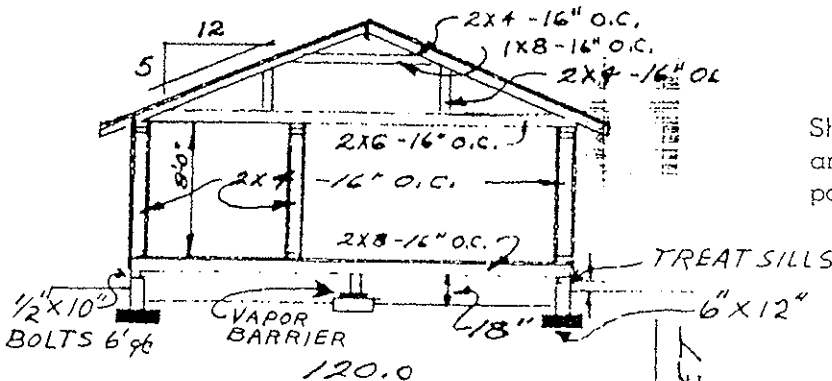 12
2X4-16" O.C.
1X8-16" O.C.
5
2X4-16" O.C.
2X6-16" O.C.
8'0"
2X4 -16" O.C.
2X8-16" O.C.
TREAT SILLS
1/2"X10"
BOLTS 6'
VAPOR
BARRIER
18"
6"X12"
120.0